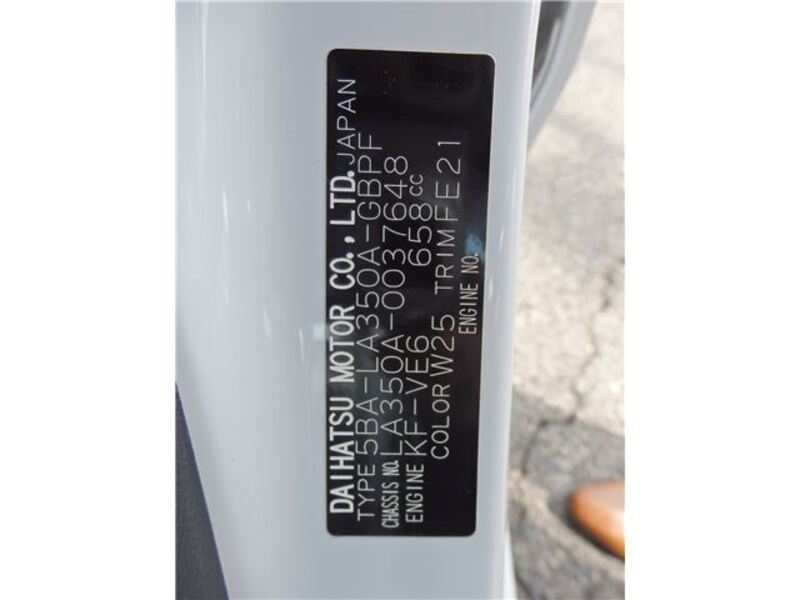 DAIHATSU MOTOR CO., LTD. JAPAN
TYPE 5BA-LA350A-GBPF
CHASSIS NO. LA350A-0037648
ENGINE KF-VE6 658cc
COLOR W25 TRIM FE21
ENGINE NO.